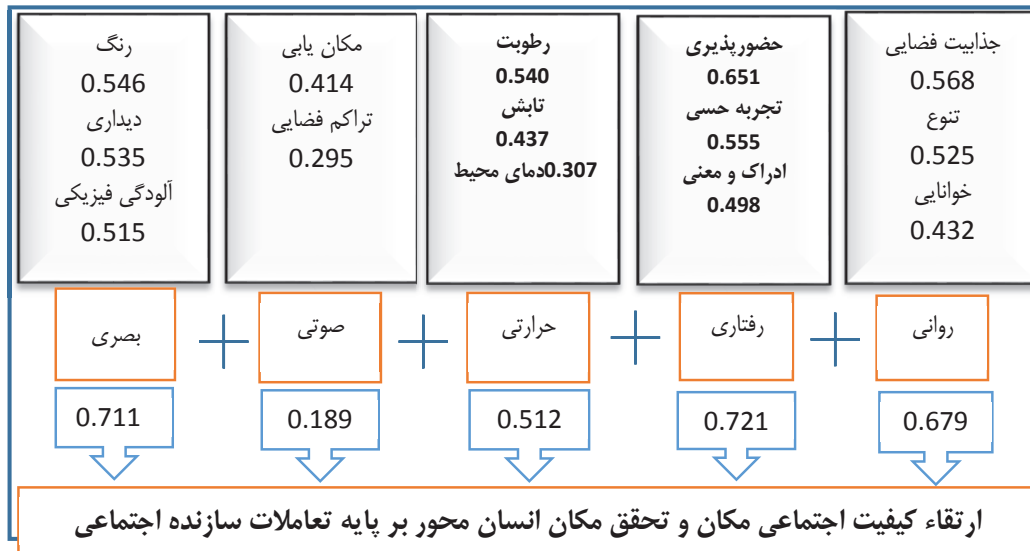 جذابیت فضایی
0.568
تنوع
0.525
خوانایی
0.432
حضورپذیری
0.651
تجربه حسی
0.555
ادراک و معنی
0.498
رطوبت
0.540
تابش
0.437
0.307دمای محیط
مکان یابی
0.414
تراکم فضایی
0.295
رنگ
0.546
دیداری
0.535
آلودگی فیزیکی
0.515
روانی + رفتاری + حرارتی + صوتی + بصری
0.679 0.721 0.512 0.189 0.711
ارتقاء کیفیت اجتماعی مکان و تحقق مکان انسان محور بر پایه تعاملات سازنده اجتماعی